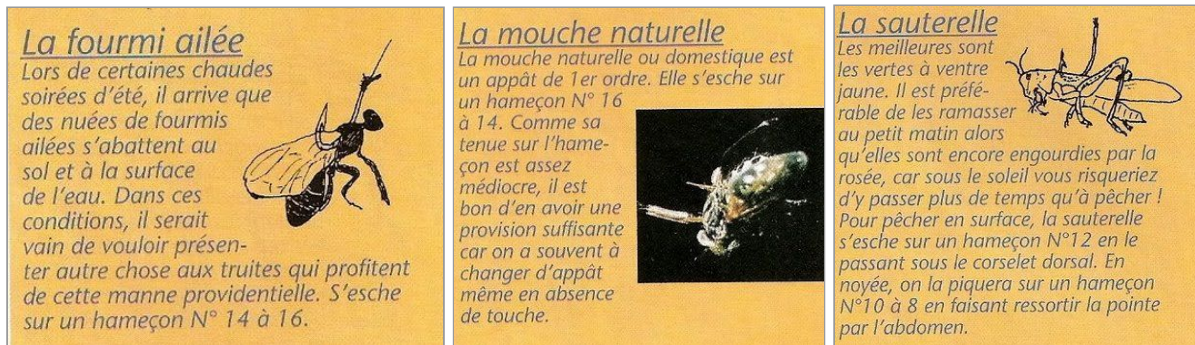 La fourmi ailée
Lors de certaines chaudes
soirées d'été, il arrive que
des nuées de fourmis
ailées s'abattent au
sol et à la surface
de l'eau. Dans ces
conditions, il serait
vain de vouloir présen-
ter autre chose aux truites qui profitent
de cette manne providentielle. S'esche
sur un hameçon N° 14 à 16.
La mouche naturelle
La mouche naturelle ou domestique est
un appât de 1er ordre. Elle s'esche sur
un hameçon N° 16
à 14. Comme sa
tenue sur l'hame-
çon est assez
médiocre, il est
bon d'en avoir une
provision suffisante
car on a souvent à
changer d'appât
même en absence
de touche.
La sauterelle
Les meilleures sont
les vertes à ventre
jaune. Il est préfé-
rable de les ramasser
au petit matin alors
qu'elles sont encore engourdies par la
rosée, car sous le soleil vous risqueriez
d'y passer plus de temps qu'à pêcher !
Pour pêcher en surface, la sauterelle
s'esche sur un hameçon N°12 en le
passant sous le corselet dorsal. En
noyée, on la piquera sur un hameçon
N°10 à 8 en faisant ressortir la pointe
par l'abdomen.